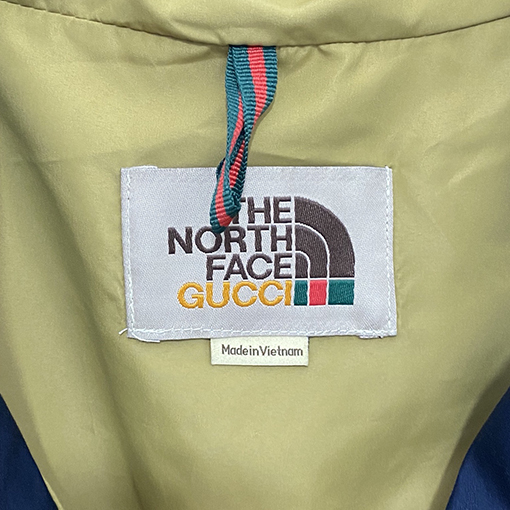 THE
NORTH
FACE
GUCCI
MadeinVietnam